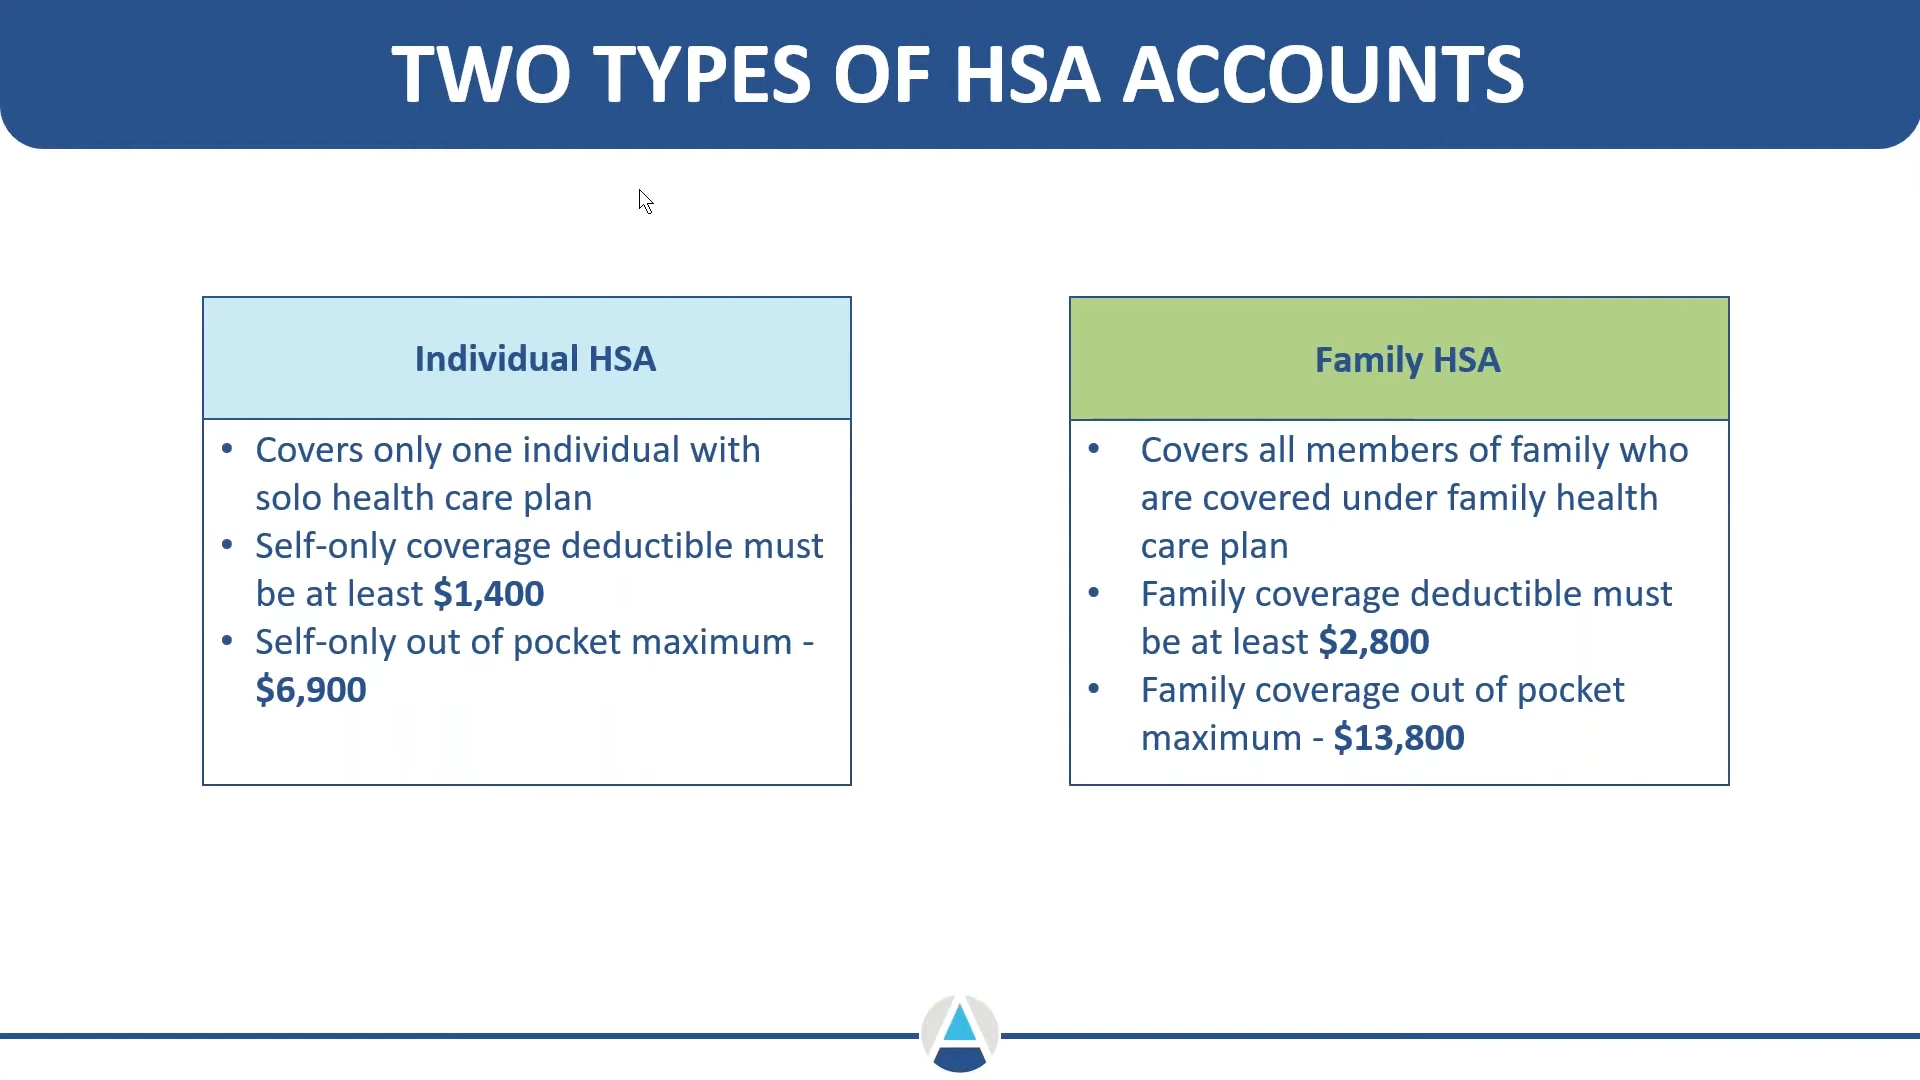 TWO TYPES OF HSA ACCOUNTS
Individual HSA
• Covers only one individual with
solo health care plan
• Self-only coverage deductible must
be at least $1,400
• Self-only out of pocket maximum -
$6,900
Family HSA
• Covers all members of family who
are covered under family health
care plan
• Family coverage deductible must
be at least $2,800
• Family coverage out of pocket
maximum - $13,800